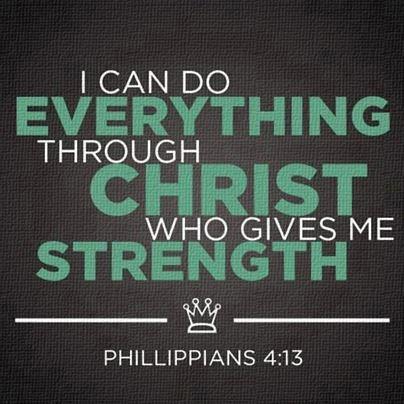 I CAN DO
EVERYTHING
THROUGH
CHRIST
WHO GIVES ME
STRENGTH
PHILLIPPIANS 4:13